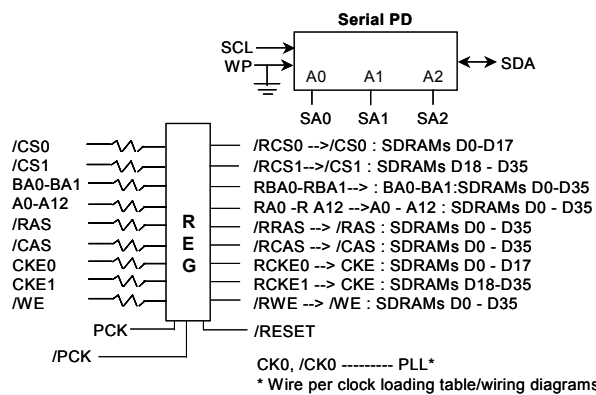 Serial PD
SCL
WP
A0 A1 A2
SDA
SA0 SA1 SA2
/CS0
/CS1
BA0-BA1
A0-A12
/RAS
/CAS
CKE0
CKE1
/WE
PCK
/PCK
R
E
G
/RCS0 -->/CS0 : SDRAMs D0-D17
/RCS1-->/CS1 : SDRAMs D18 - D35
RBA0-RBA1--> : BA0-BA1:SDRAMs D0-D35
RA0 -R A12 -->A0 - A12 : SDRAMs D0 - D35
/RRAS --> /RAS : SDRAMs D0 - D35
/RCAS --> /CAS : SDRAMs D0 - D35
RCKE0 --> CKE : SDRAMs D0 - D17
RCKE1 --> CKE : SDRAMs D18-D35
/RWE --> /WE : SDRAMs D0 - D35
/RESET
CK0, /CK0 --------- PLL*
* Wire per clock loading table/wiring diagrams